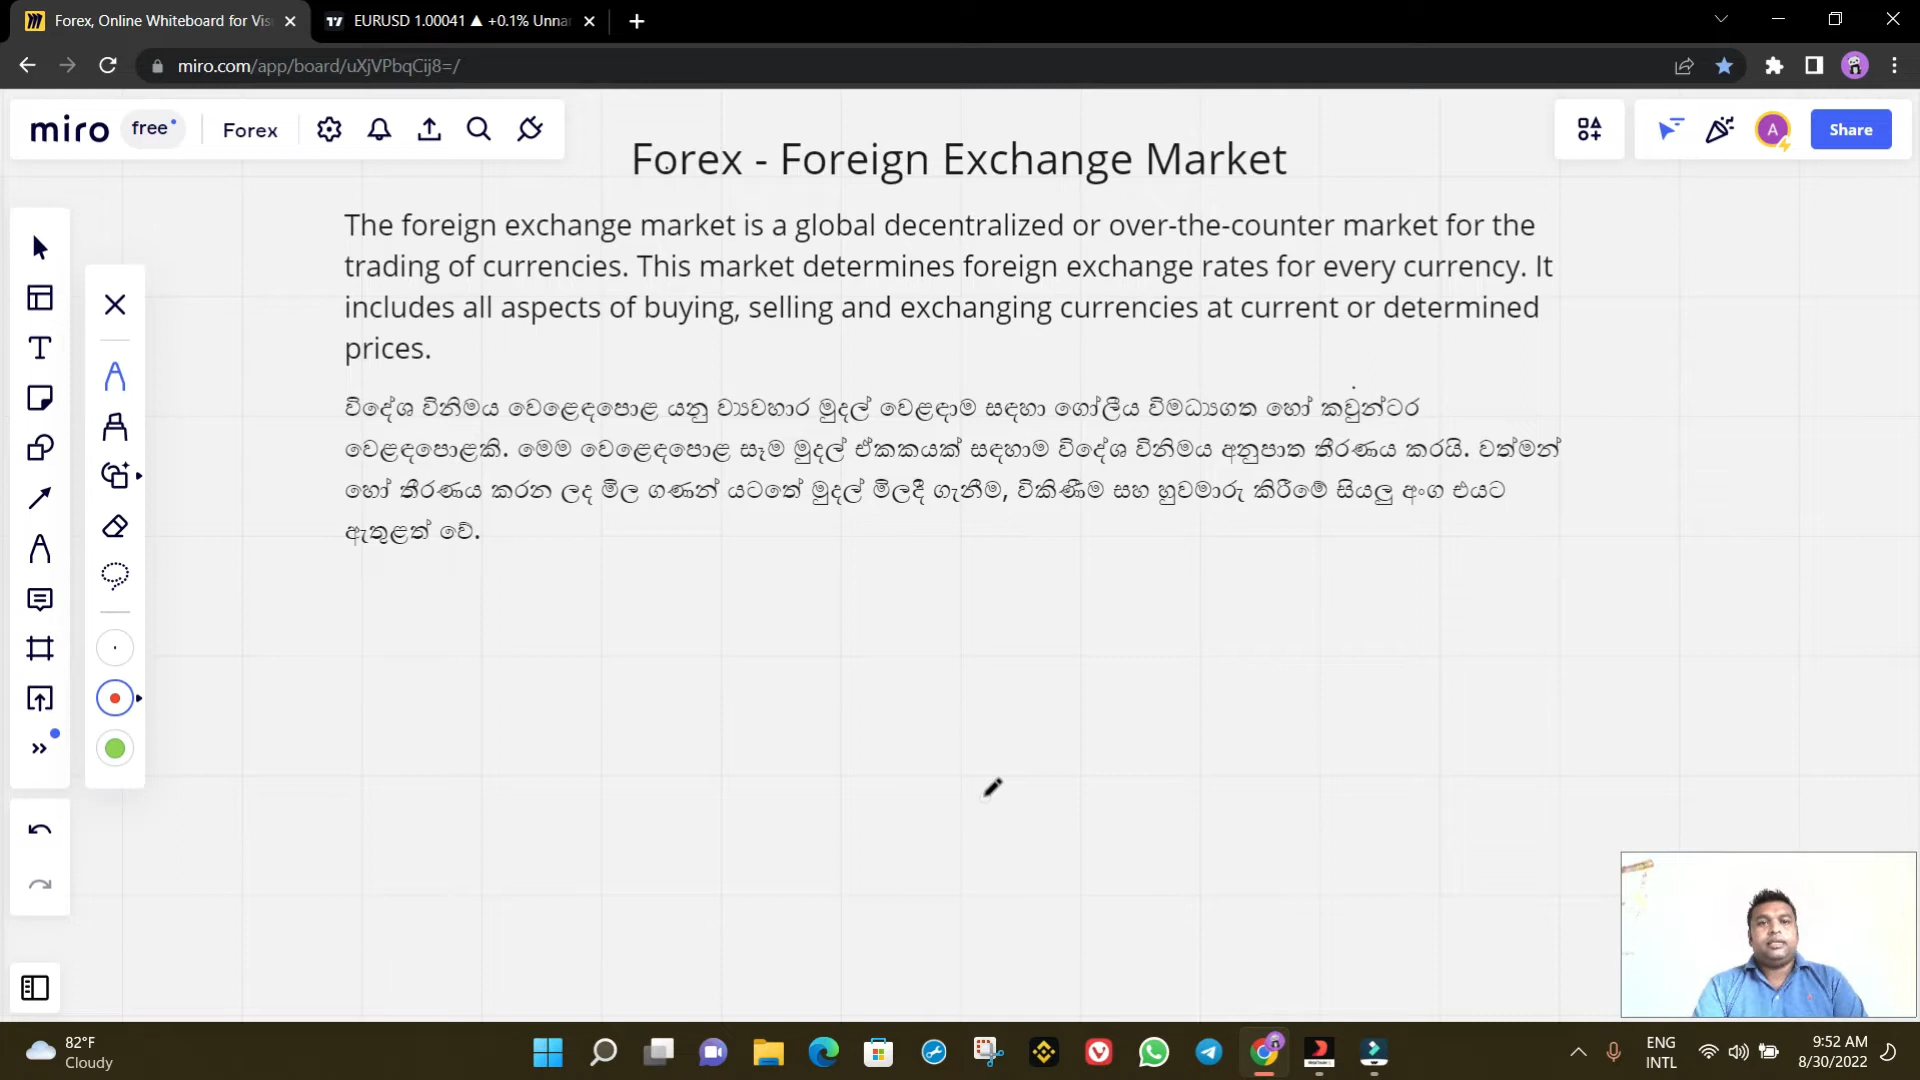 Forex, Online Whiteboard for Vis
EURUSD 1.00041 ▲ +0.1% Unna
miro.com/app/board/uXjVPbqCij8=/
miro free Forex
A Share
Forex - Foreign Exchange Market
The foreign exchange market is a global decentralized or over-the-counter market for the
trading of currencies. This market determines foreign exchange rates for every currency. It
includes all aspects of buying, selling and exchanging currencies at current or determined
prices.
විදේශ විනිමය වෙළෙඳපොළ යනු ව්‍යවහාර මුදල් වෙළඳාම සඳහා ගෝලීය විමධ්‍යගත හෝ කවුන්ටර
වෙළඳපොළකි. මෙම වෙළෙඳපොළ සෑම මුදල් ඒකකයක් සඳහාම විදේශ විනිමය අනුපාත තීරණය කරයි. වත්මන්
හෝ තීරණය කරන ලද මිල ගණන් යටතේ මුදල් මිලදී ගැනීම, විකිණීම සහ හුවමාරු කිරීමේ සියලු අංග එයට
ඇතුළත් වේ.
82°F
Cloudy
ENG
INTL
9:52 AM
8/30/2022